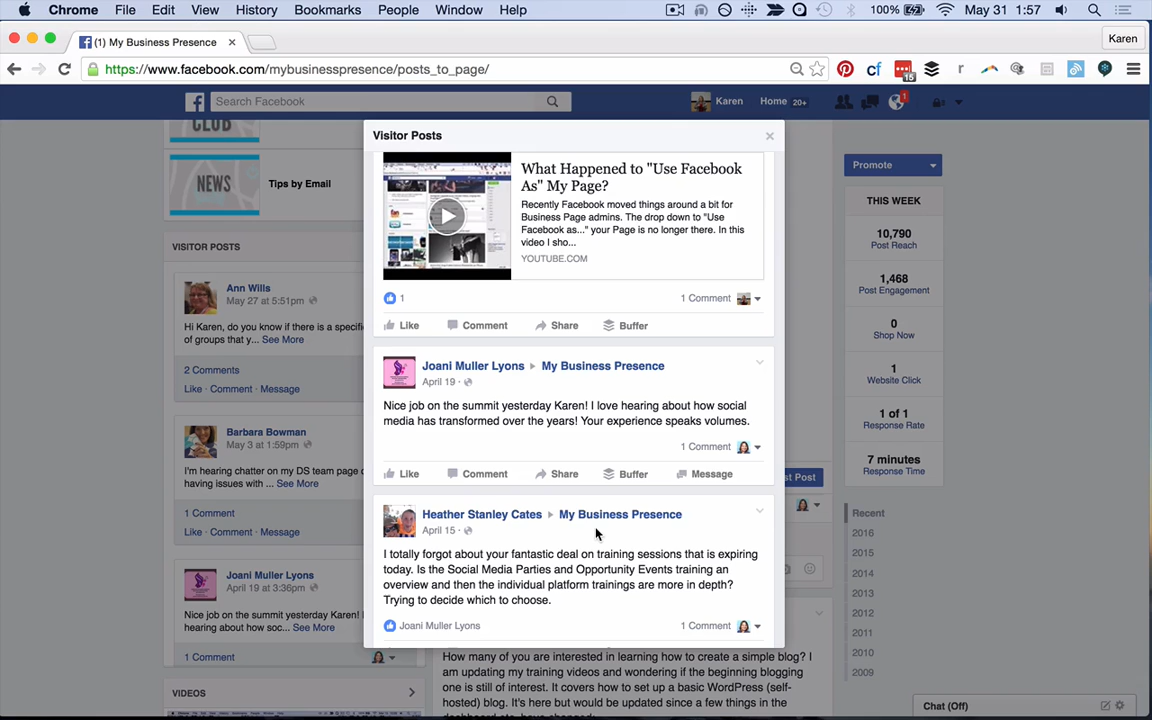 Chrome File Edit View History Bookmarks People Window Help 100% May 31 1:57
(1) My Business Presence Karen
https://www.facebook.com/mybusinesspresence/posts_to_page/ 15
Search Facebook Karen Home 20+ 1
CLUB
NEWS Tips by Email
VISITOR POSTS
Ann Wills
May 27 at 5:51pm
Hi Karen, do you know if there is a specifi
of groups that y... See More
2 Comments
Like · Comment · Message
Barbara Bowman
May 3 at 1:59pm
I'm hearing chatter on my DS team page o
having issues with ... See More
1 Comment
Like · Comment · Message
Joani Muller Lyons
April 19 at 3:36pm
Nice job on the summit yesterday Karen! I
hearing about how soc... See More
1 Comment
VIDEOS
Visitor Posts
What Happened to "Use Facebook
As" My Page?
Recently Facebook moved things around a bit for
Business Page admins. The drop down to "Use
Facebook as..." your Page is no longer there. In this
video I sho...
YOUTUBE.COM
1 1 Comment
Like Comment Share Buffer
Joani Muller Lyons My Business Presence
April 19 ·
Nice job on the summit yesterday Karen! I love hearing about how social
media has transformed over the years! Your experience speaks volumes.
1 Comment
Like Comment Share Buffer Message
Heather Stanley Cates My Business Presence
April 15 ·
I totally forgot about your fantastic deal on training sessions that is expiring
today. Is the Social Media Parties and Opportunity Events training an
overview and then the individual platform trainings are more in depth?
Trying to decide which to choose.
Joani Muller Lyons 1 Comment
How many of you are interested in learning how to create a simple blog? I
am updating my training videos and wondering if the beginning blogging
one is still of interest. It covers how to set up a basic WordPress (self-
hosted) blog. It's here but would be updated since a few things in the
st Post
Promote
THIS WEEK
10,790
Post Reach
1,468
Post Engagement
0
Shop Now
1
Website Click
1 of 1
Response Rate
7 minutes
Response Time
Recent
2016
2015
2014
2013
2012
2011
2010
2009
Chat (Off)